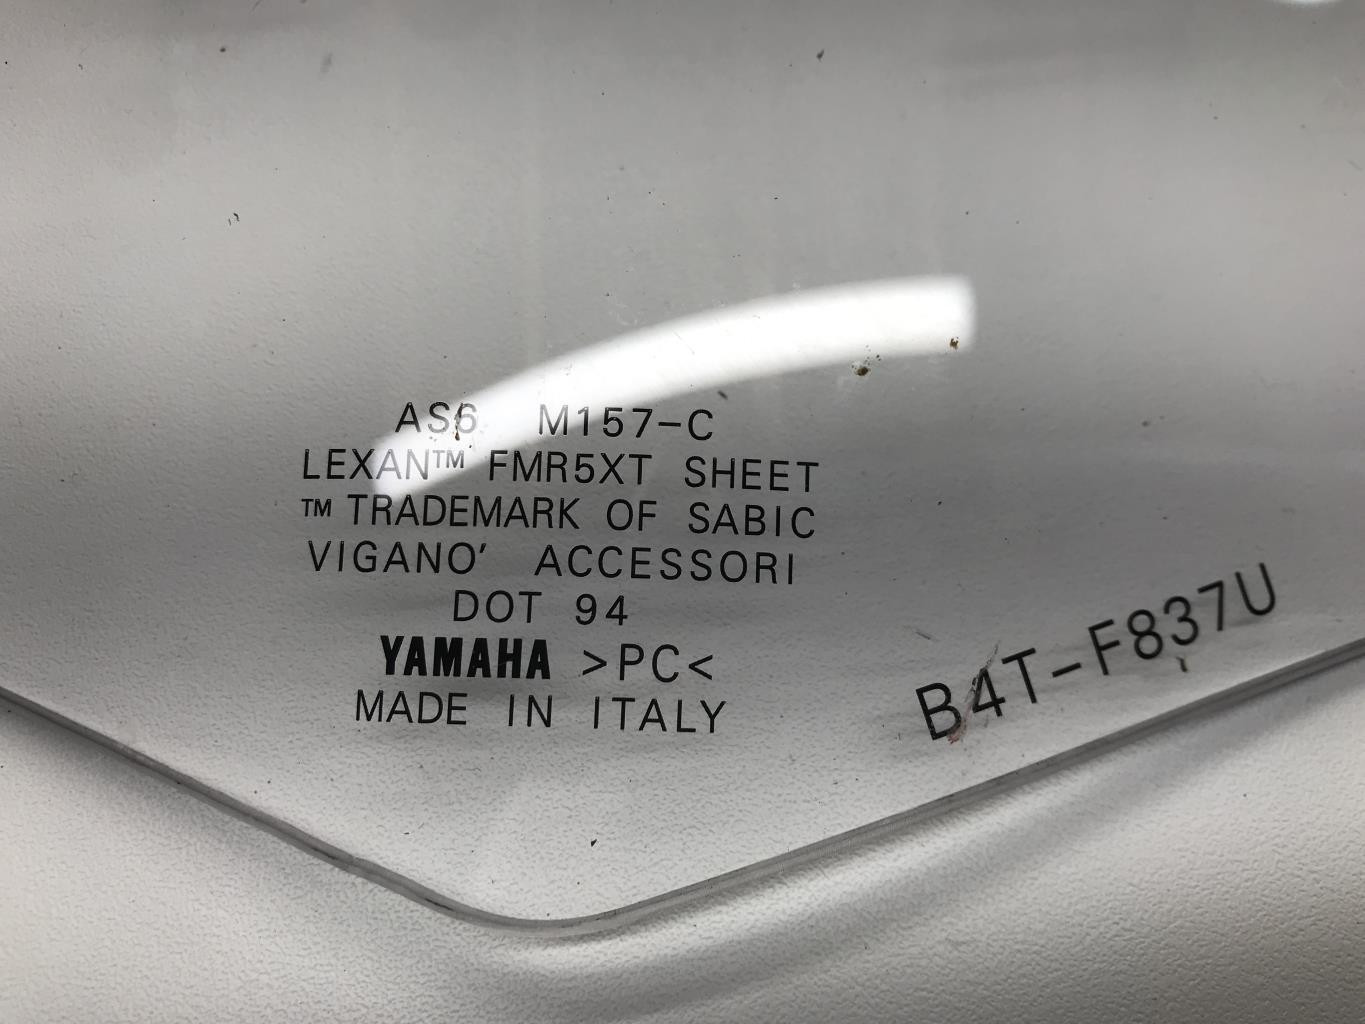 AS6 M157-C
LEXAN™ FMR5XT SHEET
™ TRADEMARK OF SABIC
VIGANO' ACCESSORI
DOT 94
YAMAHA >PC<
MADE IN ITALY
B4T-F837U